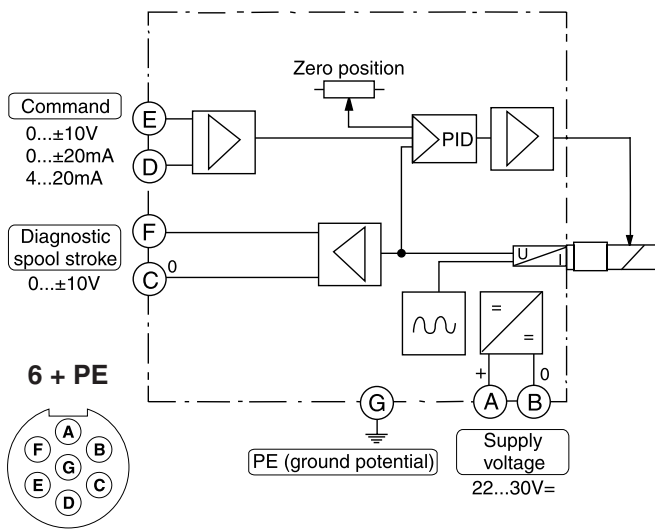 Zero position
Command
0...±10V
0...±20mA
4...20mA
E
D
PID
Diagnostic
spool stroke
0...±10V
F
C
0
U
I
=
=
6 + PE
+
0
G
A
B
PE (ground potential)
Supply
voltage
22...30V=
A
F
B
G
E
C
D